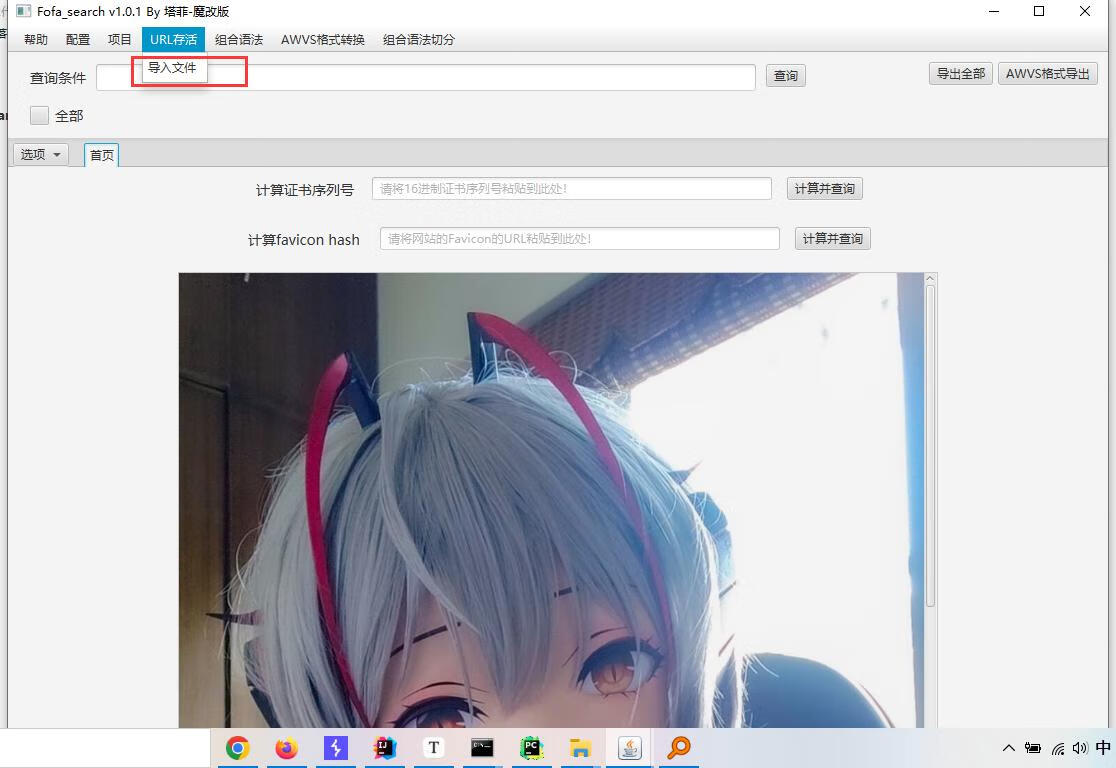 Fofa_search v1.0.1 By 塔菲-魔改版
帮助 配置 项目 URL存活 组合语法 AWVS格式转换 组合语法切分
导入文件
查询条件 查询 导出全部 AWVS格式导出
全部
选项 首页
计算证书序列号 请将16进制证书序列号粘贴到此处! 计算并查询
计算favicon hash 请将网站的Favicon的URL粘贴到此处! 计算并查询
IJ T C:\. PC 中